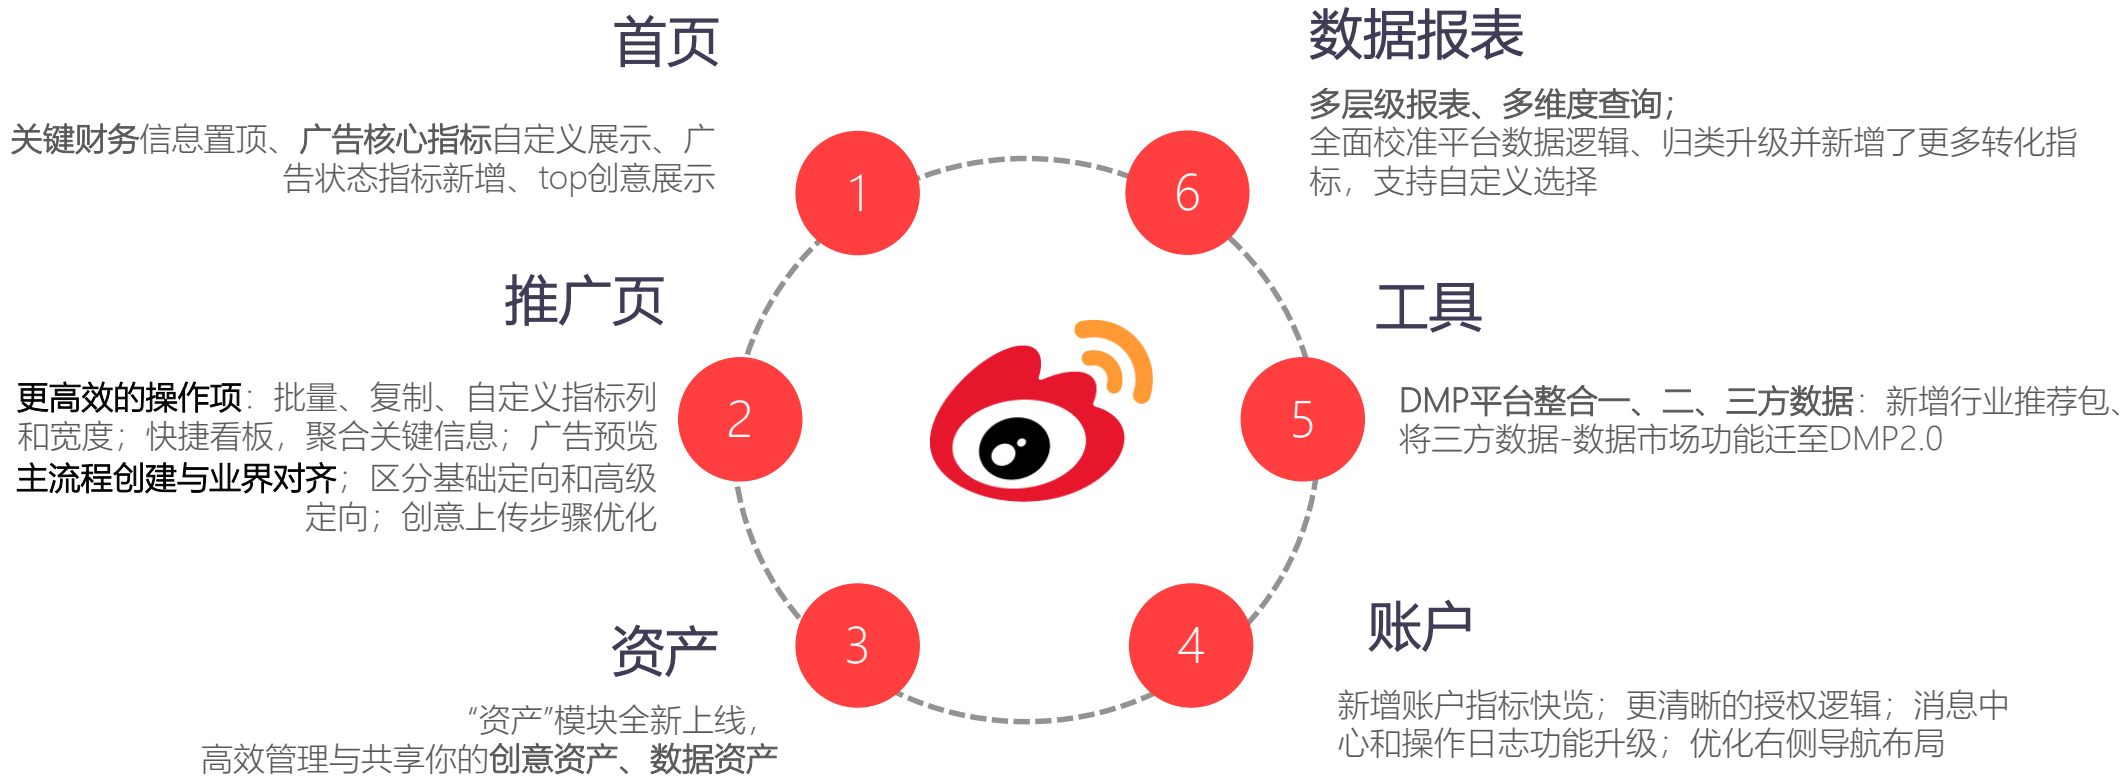 首页
关键财务信息置顶、广告核心指标自定义展示、广
告状态指标新增、top创意展示
1
推广页
更高效的操作项：批量、复制、自定义指标列
和宽度；快捷看板，聚合关键信息；广告预览
主流程创建与业界对齐；区分基础定向和高级
定向；创意上传步骤优化
2
资产
“资产”模块全新上线，
高效管理与共享你的创意资产、数据资产
3
账户
新增账户指标快览；更清晰的授权逻辑；消息中
心和操作日志功能升级；优化右侧导航布局
4
工具
DMP平台整合一、二、三方数据：新增行业推荐包、
将三方数据-数据市场功能迁至DMP2.0
5
数据报表
多层级报表、多维度查询；
全面校准平台数据逻辑、归类升级并新增了更多转化指
标，支持自定义选择
6